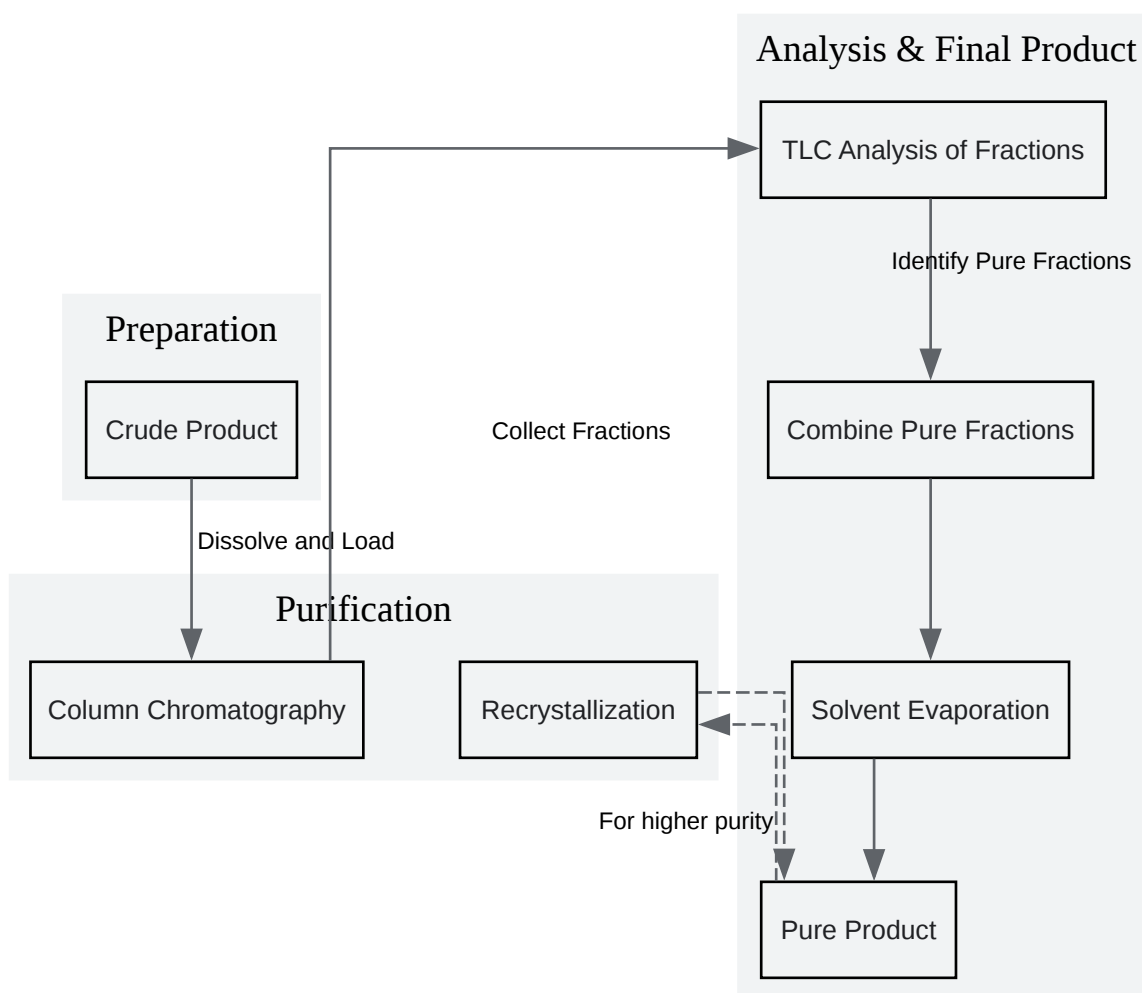 Analysis & Final Product
TLC Analysis of Fractions
Identify Pure Fractions
Preparation
Crude Product
Collect Fractions
Combine Pure Fractions
Dissolve and Load
Purification
Column Chromatography
Recrystallization
Solvent Evaporation
For higher purity
Pure Product